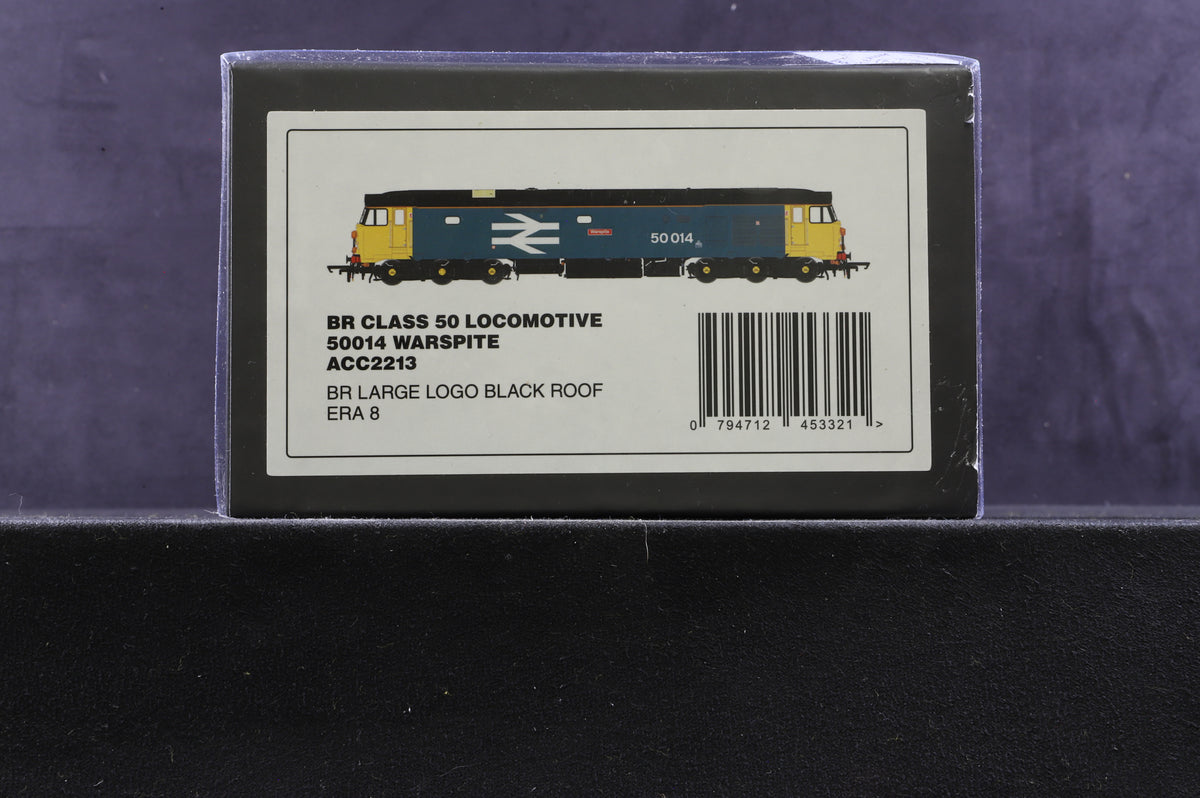 Warspite
50 014
BR CLASS 50 LOCOMOTIVE
50014 WARSPITE
ACC2213
BR LARGE LOGO BLACK ROOF
ERA 8
0 794712 453321 >